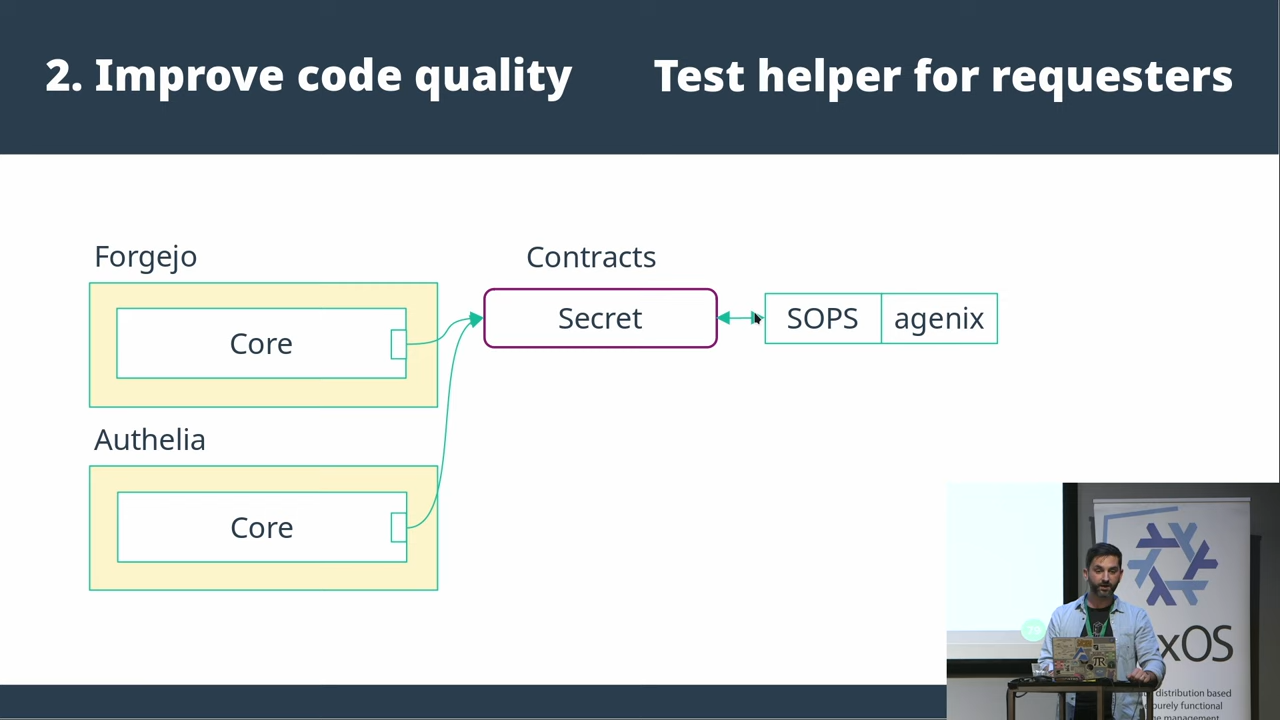 2. Improve code quality
Test helper for requesters
Forgejo
Core
Contracts
Secret
SOPS
agenix
Authelia
Core
xOS
distribution based
purely functional
management